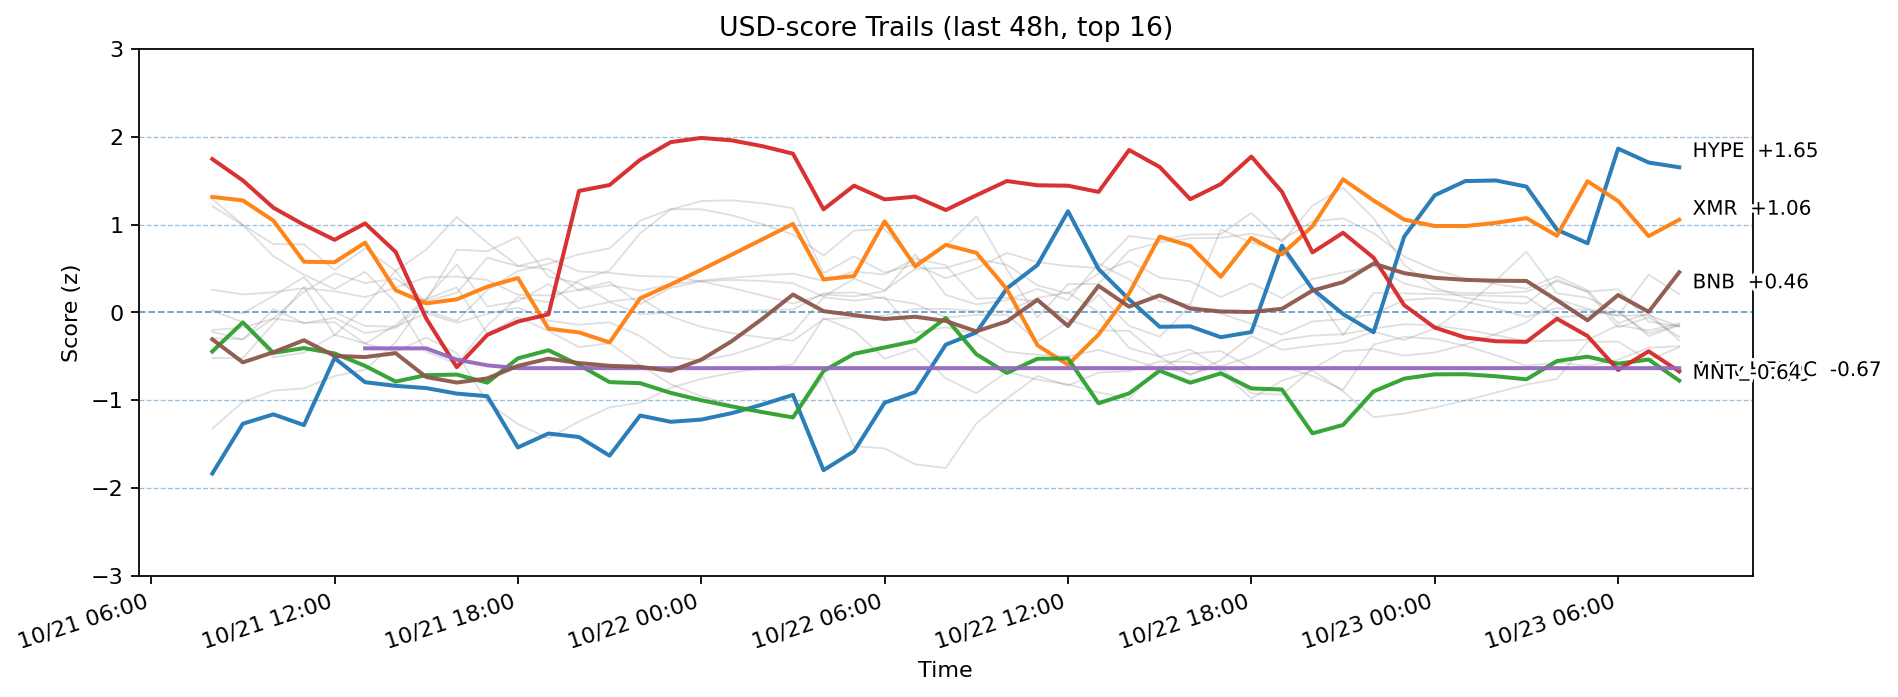 USD-score Trails (last 48h, top 16)
3
2
1
0
−1
−2
−3
Score (z)
HYPE +1.65
XMR +1.06
BNB +0.46
-0.67
10/21 06:00
10/21 12:00
10/21 18:00
10/22 00:00
10/22 06:00
10/22 12:00
10/22 18:00
10/23 00:00
10/23 06:00
Time